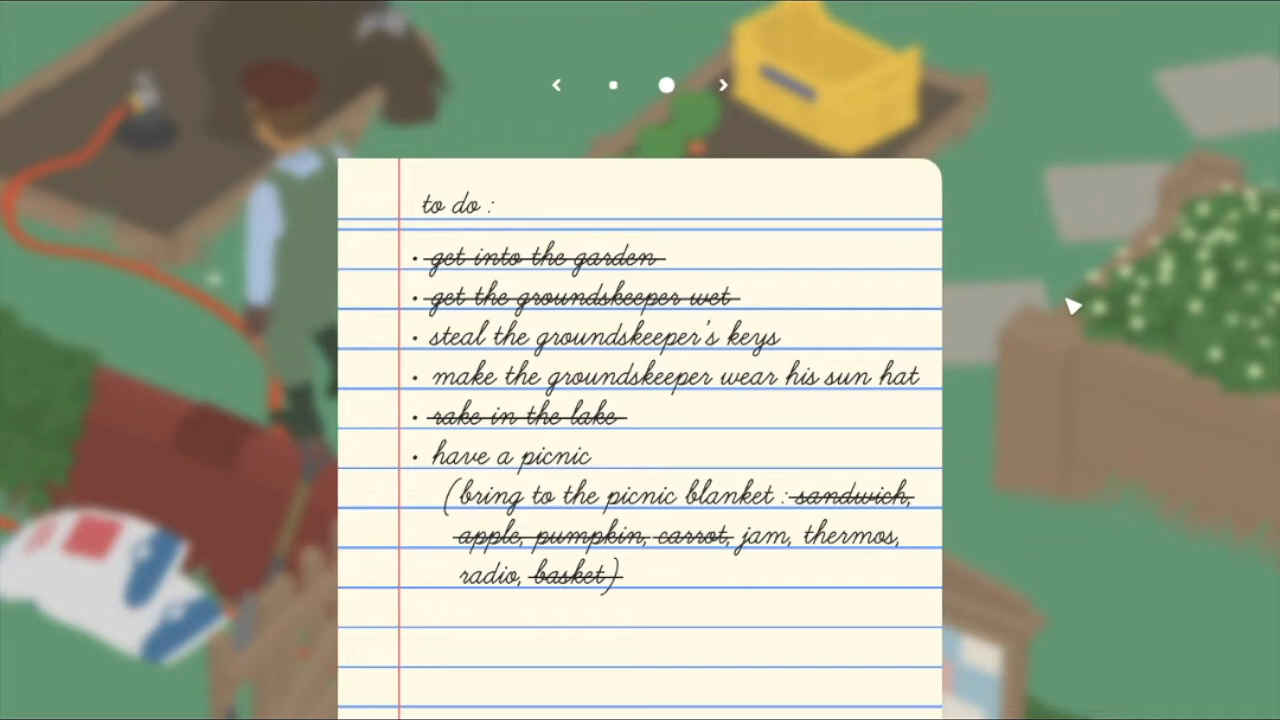 to do :
• get into the garden
• get the groundskeeper wet
• steal the groundskeeper's keys
• make the groundskeeper wear his sun hat
• rake in the lake
• have a picnic
(bring to the picnic blanket : sandwich,
apple, pumpkin, carrot, jam, thermos,
radio, basket)